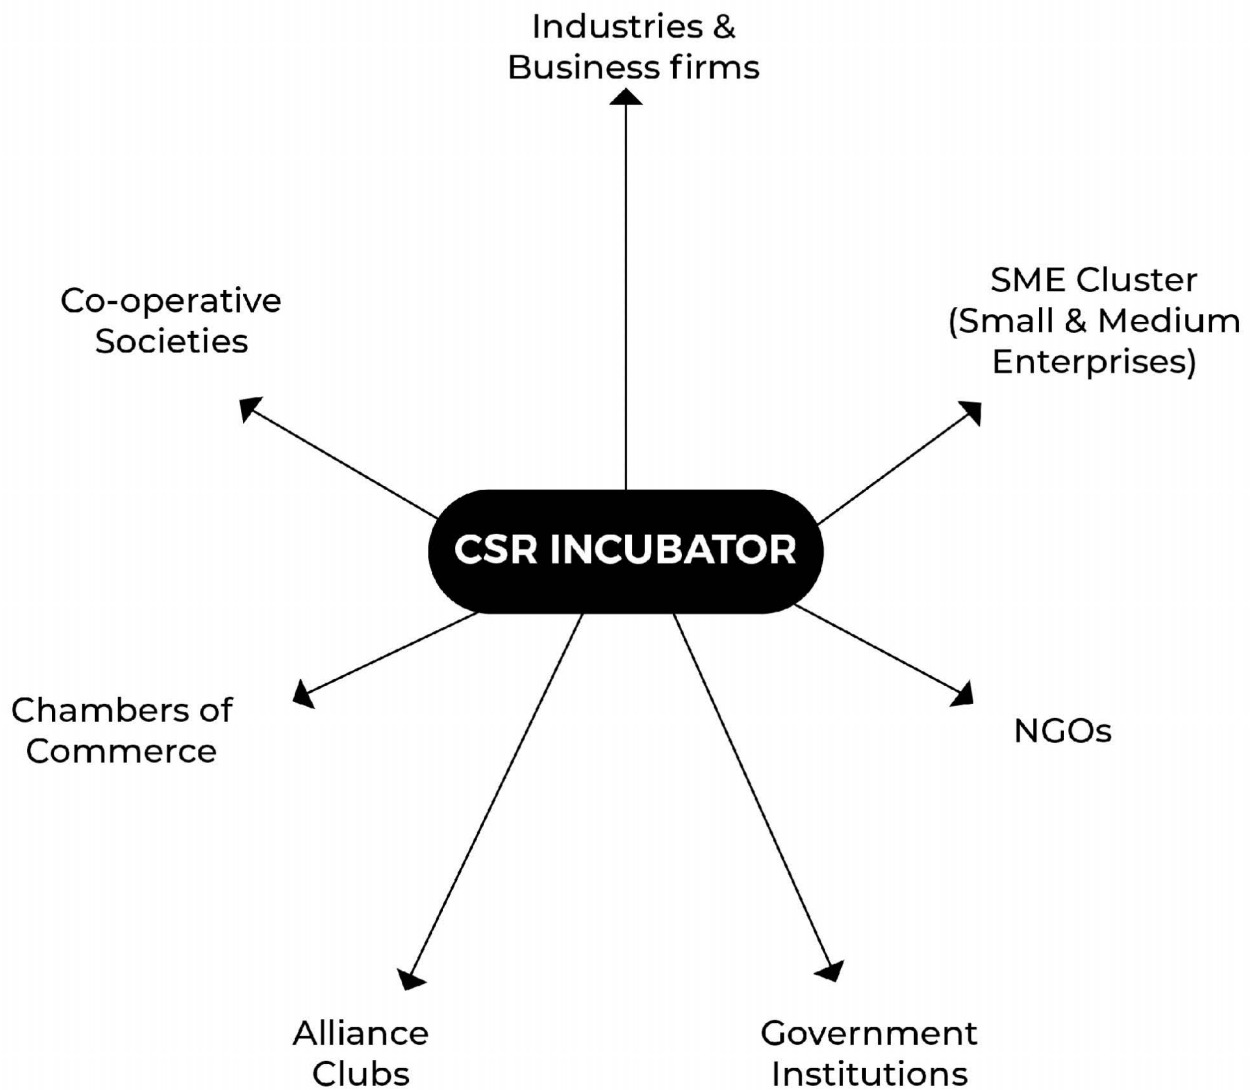 Industries &
Business firms
Co-operative
Societies
SME Cluster
(Small & Medium
Enterprises)
CSR INCUBATOR
Chambers of
Commerce
NGOs
Alliance
Clubs
Government
Institutions